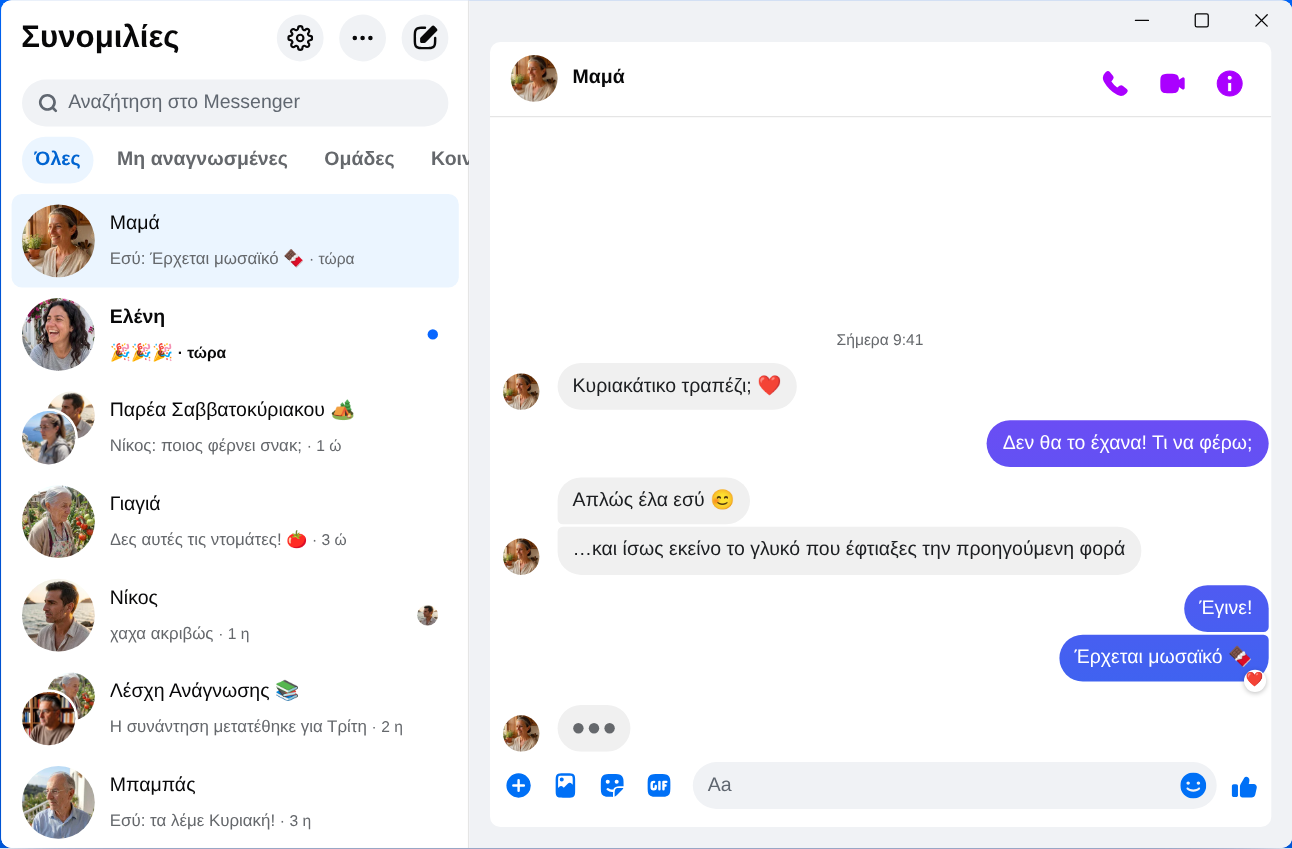 Συνομιλίες
Αναζήτηση στο Messenger
Όλες Μη αναγνωσμένες Ομάδες Κοιν
Μαμά
Εσύ: Έρχεται μωσαϊκό 🍫 · τώρα
Ελένη
🎉🎉🎉 · τώρα
Παρέα Σαββατοκύριακου 🏕️
Νίκος: ποιος φέρνει σνακ; · 1 ώ
Γιαγιά
Δες αυτές τις ντομάτες! 🍅 · 3 ώ
Νίκος
χαχα ακριβώς · 1 η
Λέσχη Ανάγνωσης 📚
Η συνάντηση μετατέθηκε για Τρίτη · 2 η
Μπαμπάς
Εσύ: τα λέμε Κυριακή! · 3 η
Μαμά
Σήμερα 9:41
Κυριακάτικο τραπέζι; ❤️
Δεν θα το έχανα! Τι να φέρω;
Απλώς έλα εσύ 😊
…και ίσως εκείνο το γλυκό που έφτιαξες την προηγούμενη φορά
Έγινε!
Έρχεται μωσαϊκό 🍫
❤️
GIF
Aa